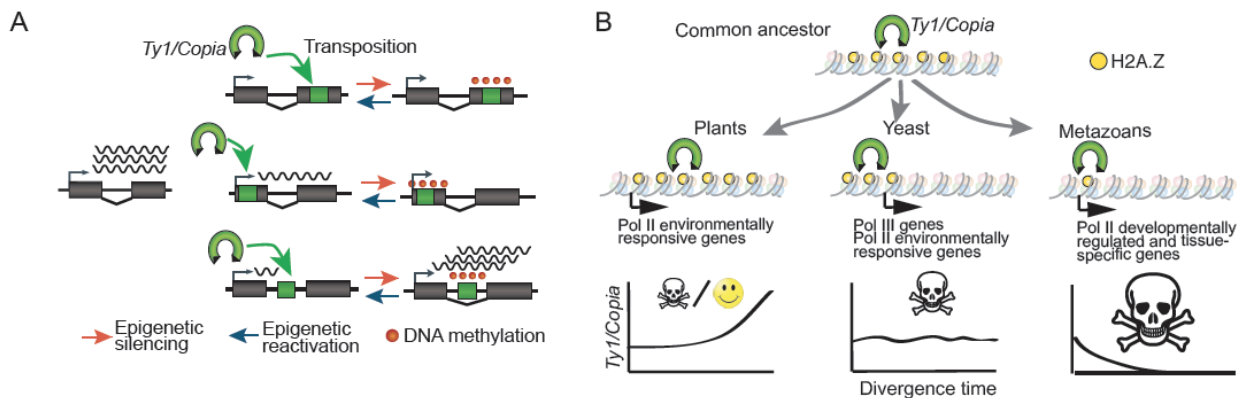 A
Ty1/Copia
Transposition
Epigenetic
silencing
Epigenetic
reactivation
DNA methylation
B
Common ancestor
Ty1/Copia
H2A.Z
Plants
Yeast
Metazoans
Pol II environmentally
responsive genes
Pol III genes
Pol II environmentally
responsive genes
Pol II developmentally
regulated and tissue-
specific genes
Ty1/Copia
Divergence time